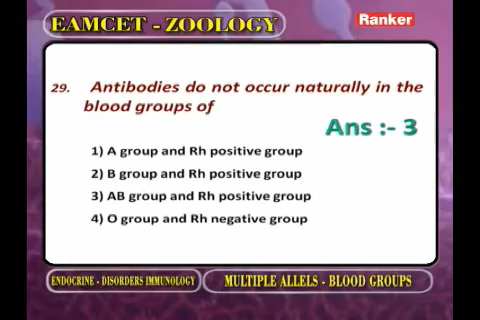 EAMCET - ZOOLOGY
Ranker
29. Antibodies do not occur naturally in the
blood groups of
Ans :- 3
1) A group and Rh positive group
2) B group and Rh positive group
3) AB group and Rh positive group
4) O group and Rh negative group
ENDOCRINE - DISORDERS IMMUNOLOGY
MULTIPLE ALLELS - BLOOD GROUPS